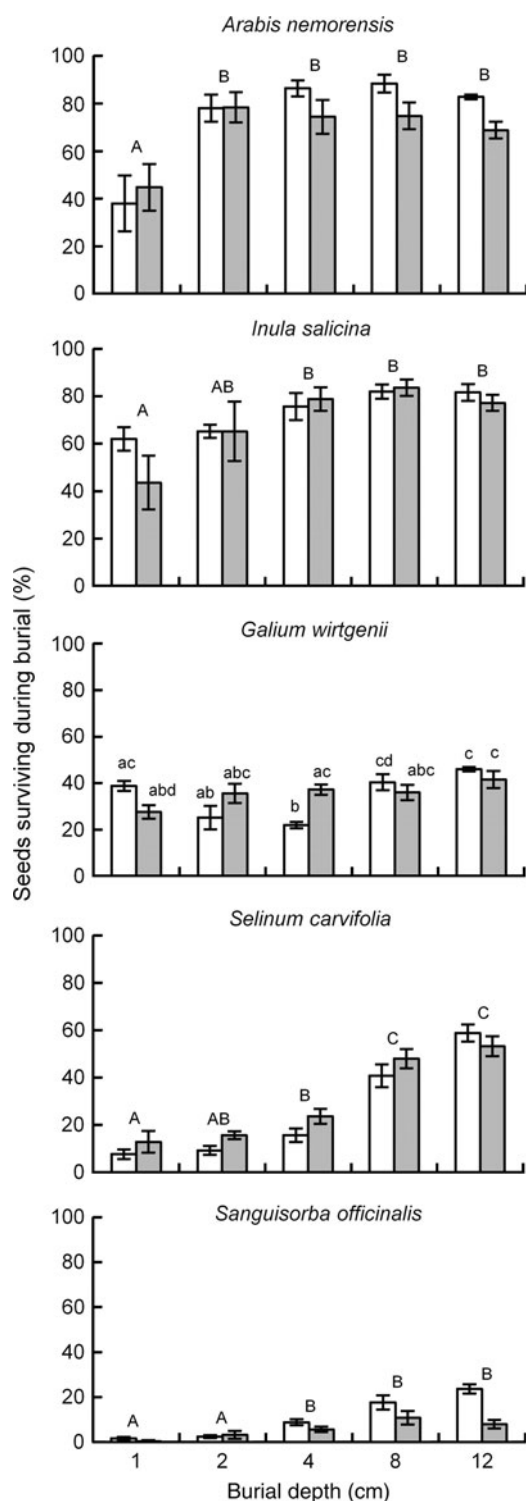 Arabis nemorensis
100
80
60
40
20
0
A B B B B
Inula salicina
100
80
60
40
20
0
A AB B B B
Seeds surviving during burial (%)
Galium wirtgenii
100
80
60
40
20
0
ac abd ab abc b ac cd abc c c
Selinum carvifolia
100
80
60
40
20
0
A AB B C C
Sanguisorba officinalis
100
80
60
40
20
0
A A B B B
1 2 4 8 12
Burial depth (cm)